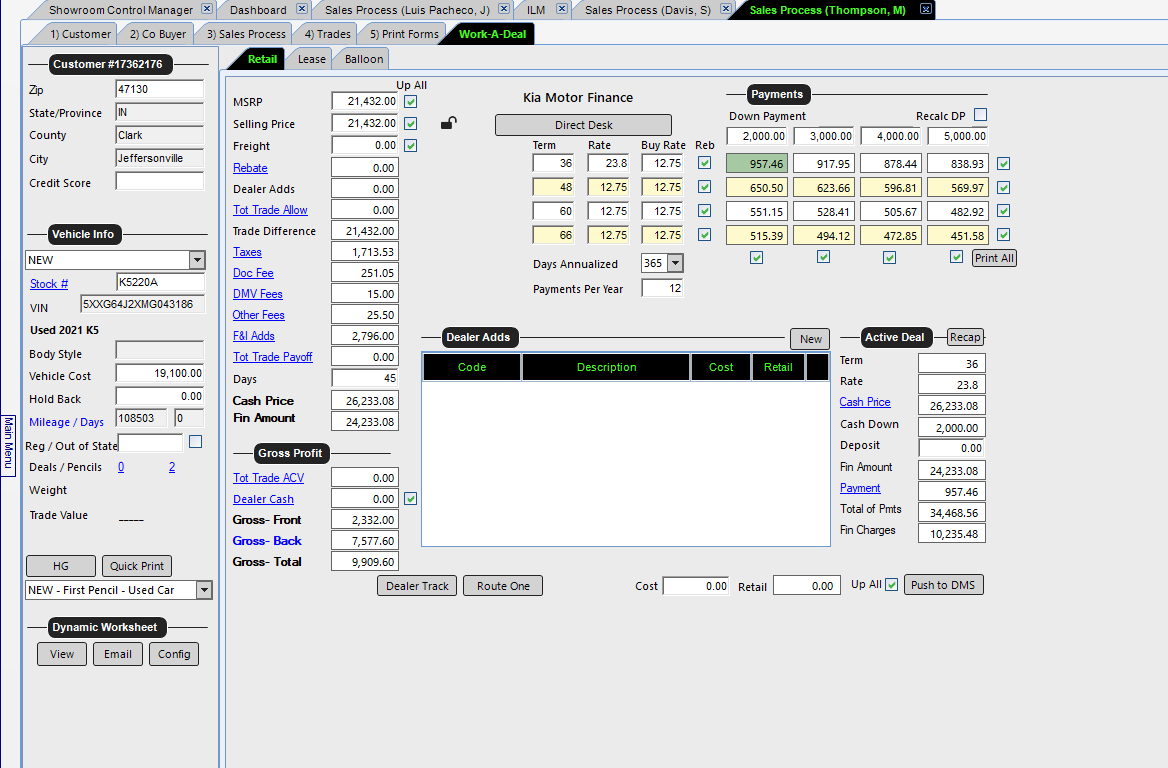 Showroom Control Manager Dashboard Sales Process (Luis Pacheco, J) ILM Sales Process (Davis, S) Sales Process (Thompson, M)
1) Customer 2) Co Buyer 3) Sales Process 4) Trades 5) Print Forms Work-A-Deal
Main Menu
Customer #17362176
Zip 47130
State/Province IN
County Clark
City Jeffersonville
Credit Score
Vehicle Info
NEW
Stock # K5220A
VIN 5XXG64J2XMG043186
Used 2021 K5
Body Style
Vehicle Cost 19,100.00
Hold Back 0.00
Mileage / Days 108503 0
Reg / Out of State
Deals / Pencils 0 2
Weight
Trade Value _____
HG Quick Print
NEW - First Pencil - Used Car
Dynamic Worksheet
View Email Config
Retail Lease Balloon
Up All
MSRP 21,432.00
Selling Price 21,432.00
Freight 0.00
Rebate 0.00
Dealer Adds 0.00
Tot Trade Allow 0.00
Trade Difference 21,432.00
Taxes 1,713.53
Doc Fee 251.05
DMV Fees 15.00
Other Fees 25.50
F&I Adds 2,796.00
Tot Trade Payoff 0.00
Days 45
Cash Price 26,233.08
Fin Amount 24,233.08
Gross Profit
Tot Trade ACV 0.00
Dealer Cash 0.00
Gross- Front 2,332.00
Gross- Back 7,577.60
Gross- Total 9,909.60
Kia Motor Finance
Direct Desk
Term Rate Buy Rate Reb
36 23.8 12.75
48 12.75 12.75
60 12.75 12.75
66 12.75 12.75
Days Annualized 365
Payments Per Year 12
Payments
Down Payment Recalc DP
2,000.00 3,000.00 4,000.00 5,000.00
957.46 917.95 878.44 838.93
650.50 623.66 596.81 569.97
551.15 528.41 505.67 482.92
515.39 494.12 472.85 451.58
Print All
Dealer Adds New
Code Description Cost Retail
Active Deal Recap
Term 36
Rate 23.8
Cash Price 26,233.08
Cash Down 2,000.00
Deposit 0.00
Fin Amount 24,233.08
Payment 957.46
Total of Pmts 34,468.56
Fin Charges 10,235.48
Dealer Track Route One Cost 0.00 Retail 0.00 Up All Push to DMS